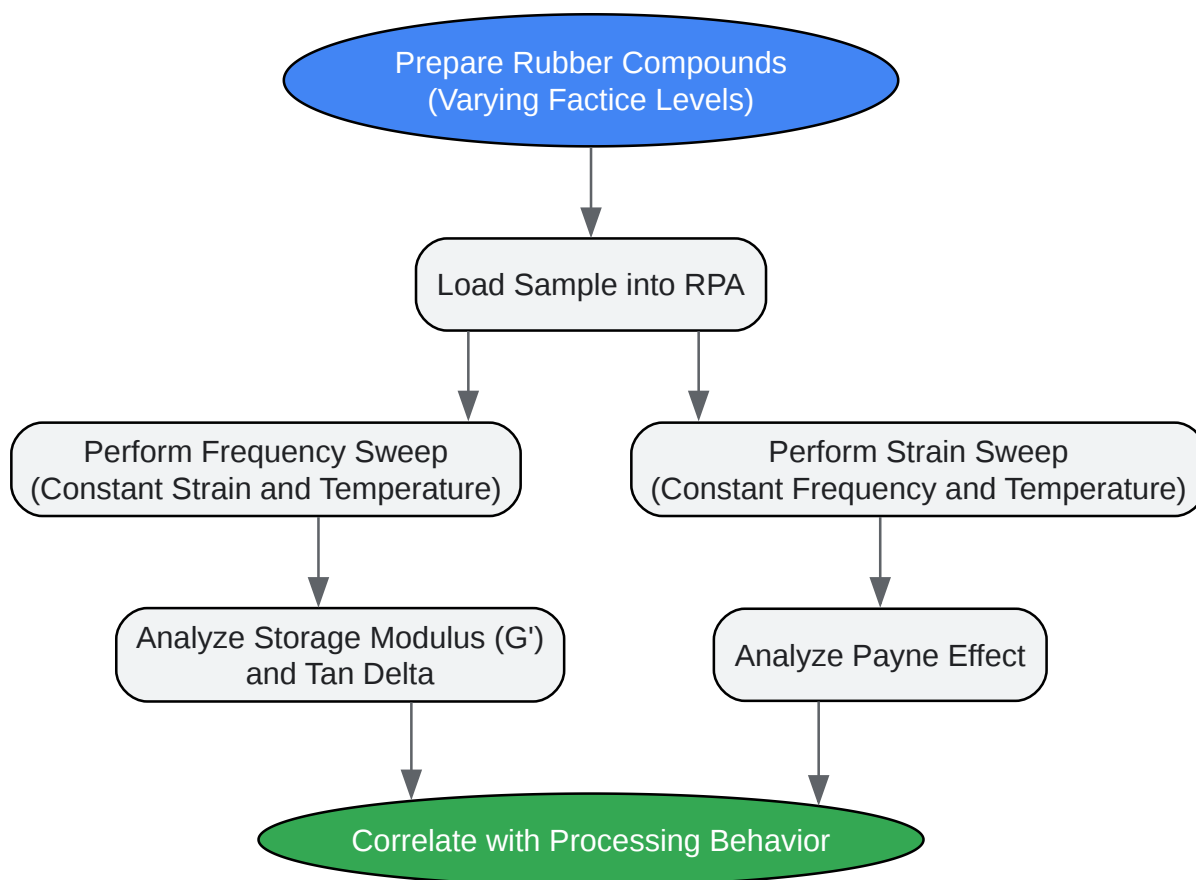 Prepare Rubber Compounds
(Varying Factice Levels)
Load Sample into RPA
Perform Frequency Sweep
(Constant Strain and Temperature)
Perform Strain Sweep
(Constant Frequency and Temperature)
Analyze Storage Modulus (G')
and Tan Delta
Analyze Payne Effect
Correlate with Processing Behavior